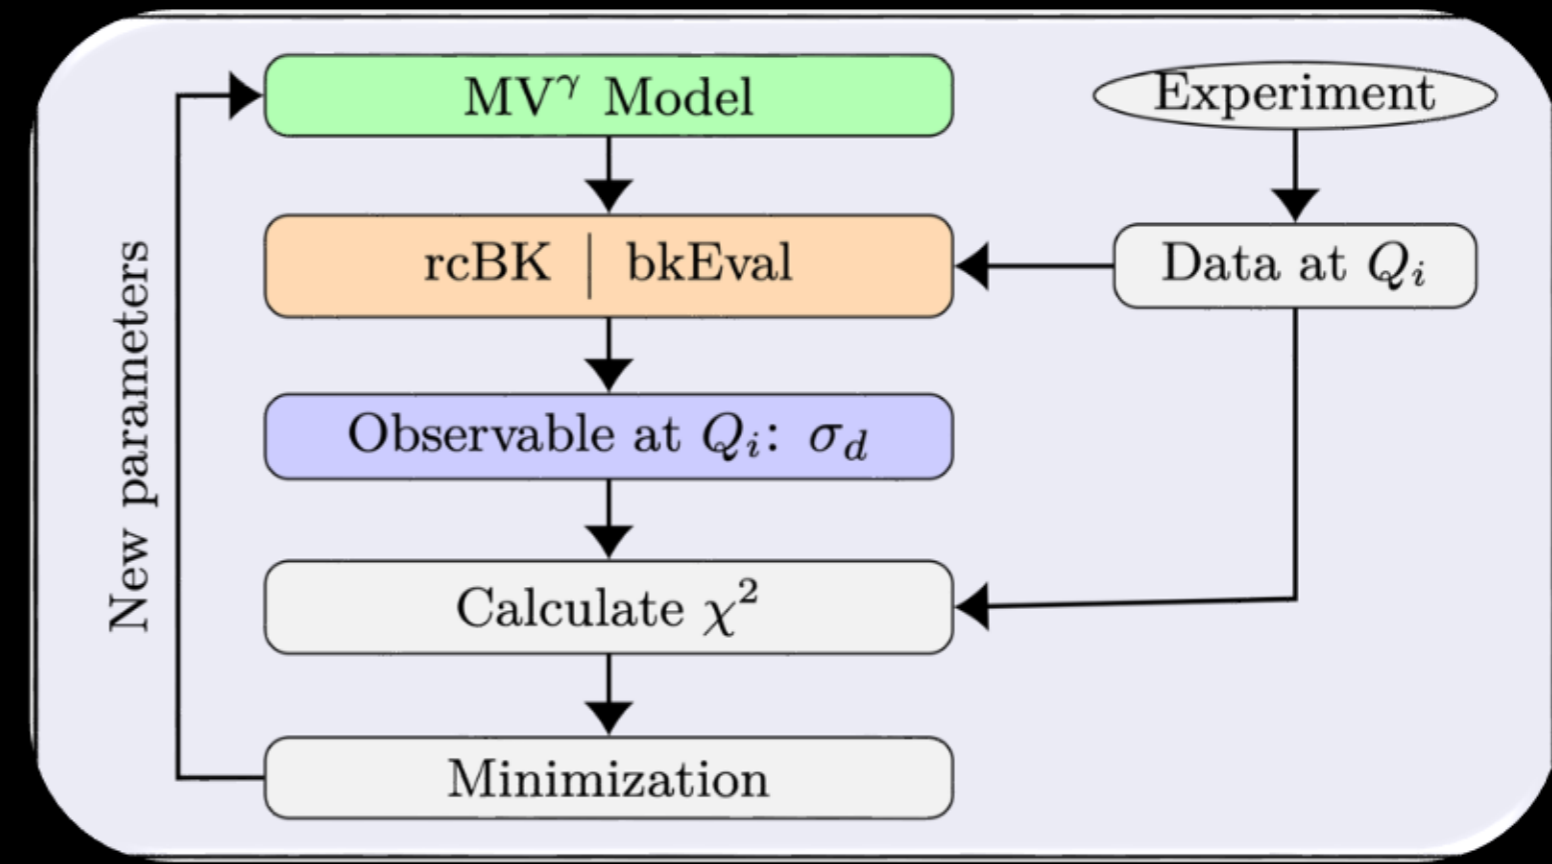 MV^γ Model
Experiment
rcBK | bkEval
Data at Q_i
Observable at Q_i: σ_d
Calculate χ^2
Minimization
New parameters